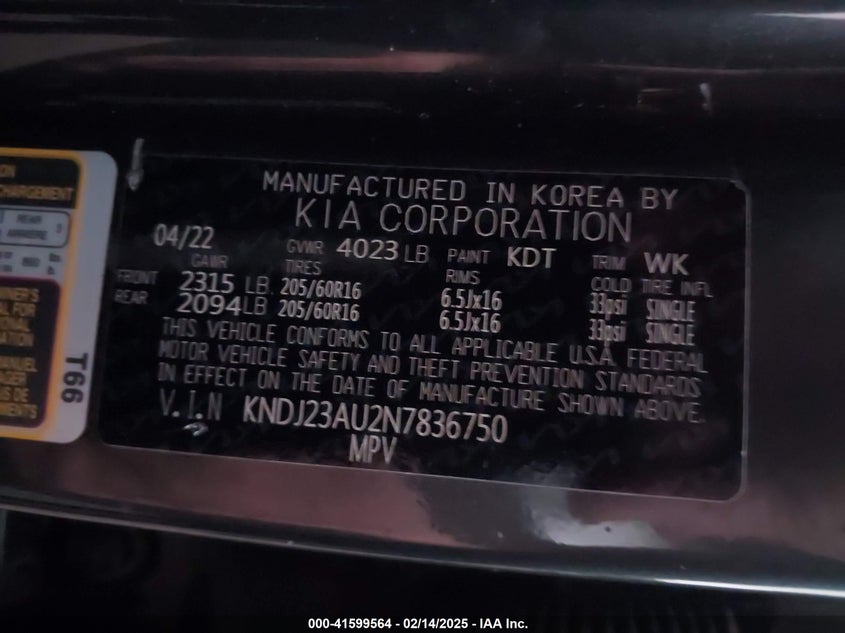 MANUFACTURED IN KOREA BY
KIA CORPORATION
04/22 GVWR 4023 LB PAINT KDT TRIM WK
GAWR TIRES RIMS COLD TIRE INFL
FRONT 2315 LB. 205/60R16 6.5Jx16 33psi SINGLE
REAR 2094 LB 205/60R16 6.5Jx16 33psi SINGLE
THIS VEHICLE CONFORMS TO ALL APPLICABLE U.S.A. FEDERAL
MOTOR VEHICLE SAFETY AND THEFT PREVENTION STANDARDS
IN EFFECT ON THE DATE OF MANUFACTURE SHOWN ABOVE.
V.I.N KNDJ23AU2N7836750
MPV
REAR
T66
000-41599564 - 02/14/2025 - IAA Inc.